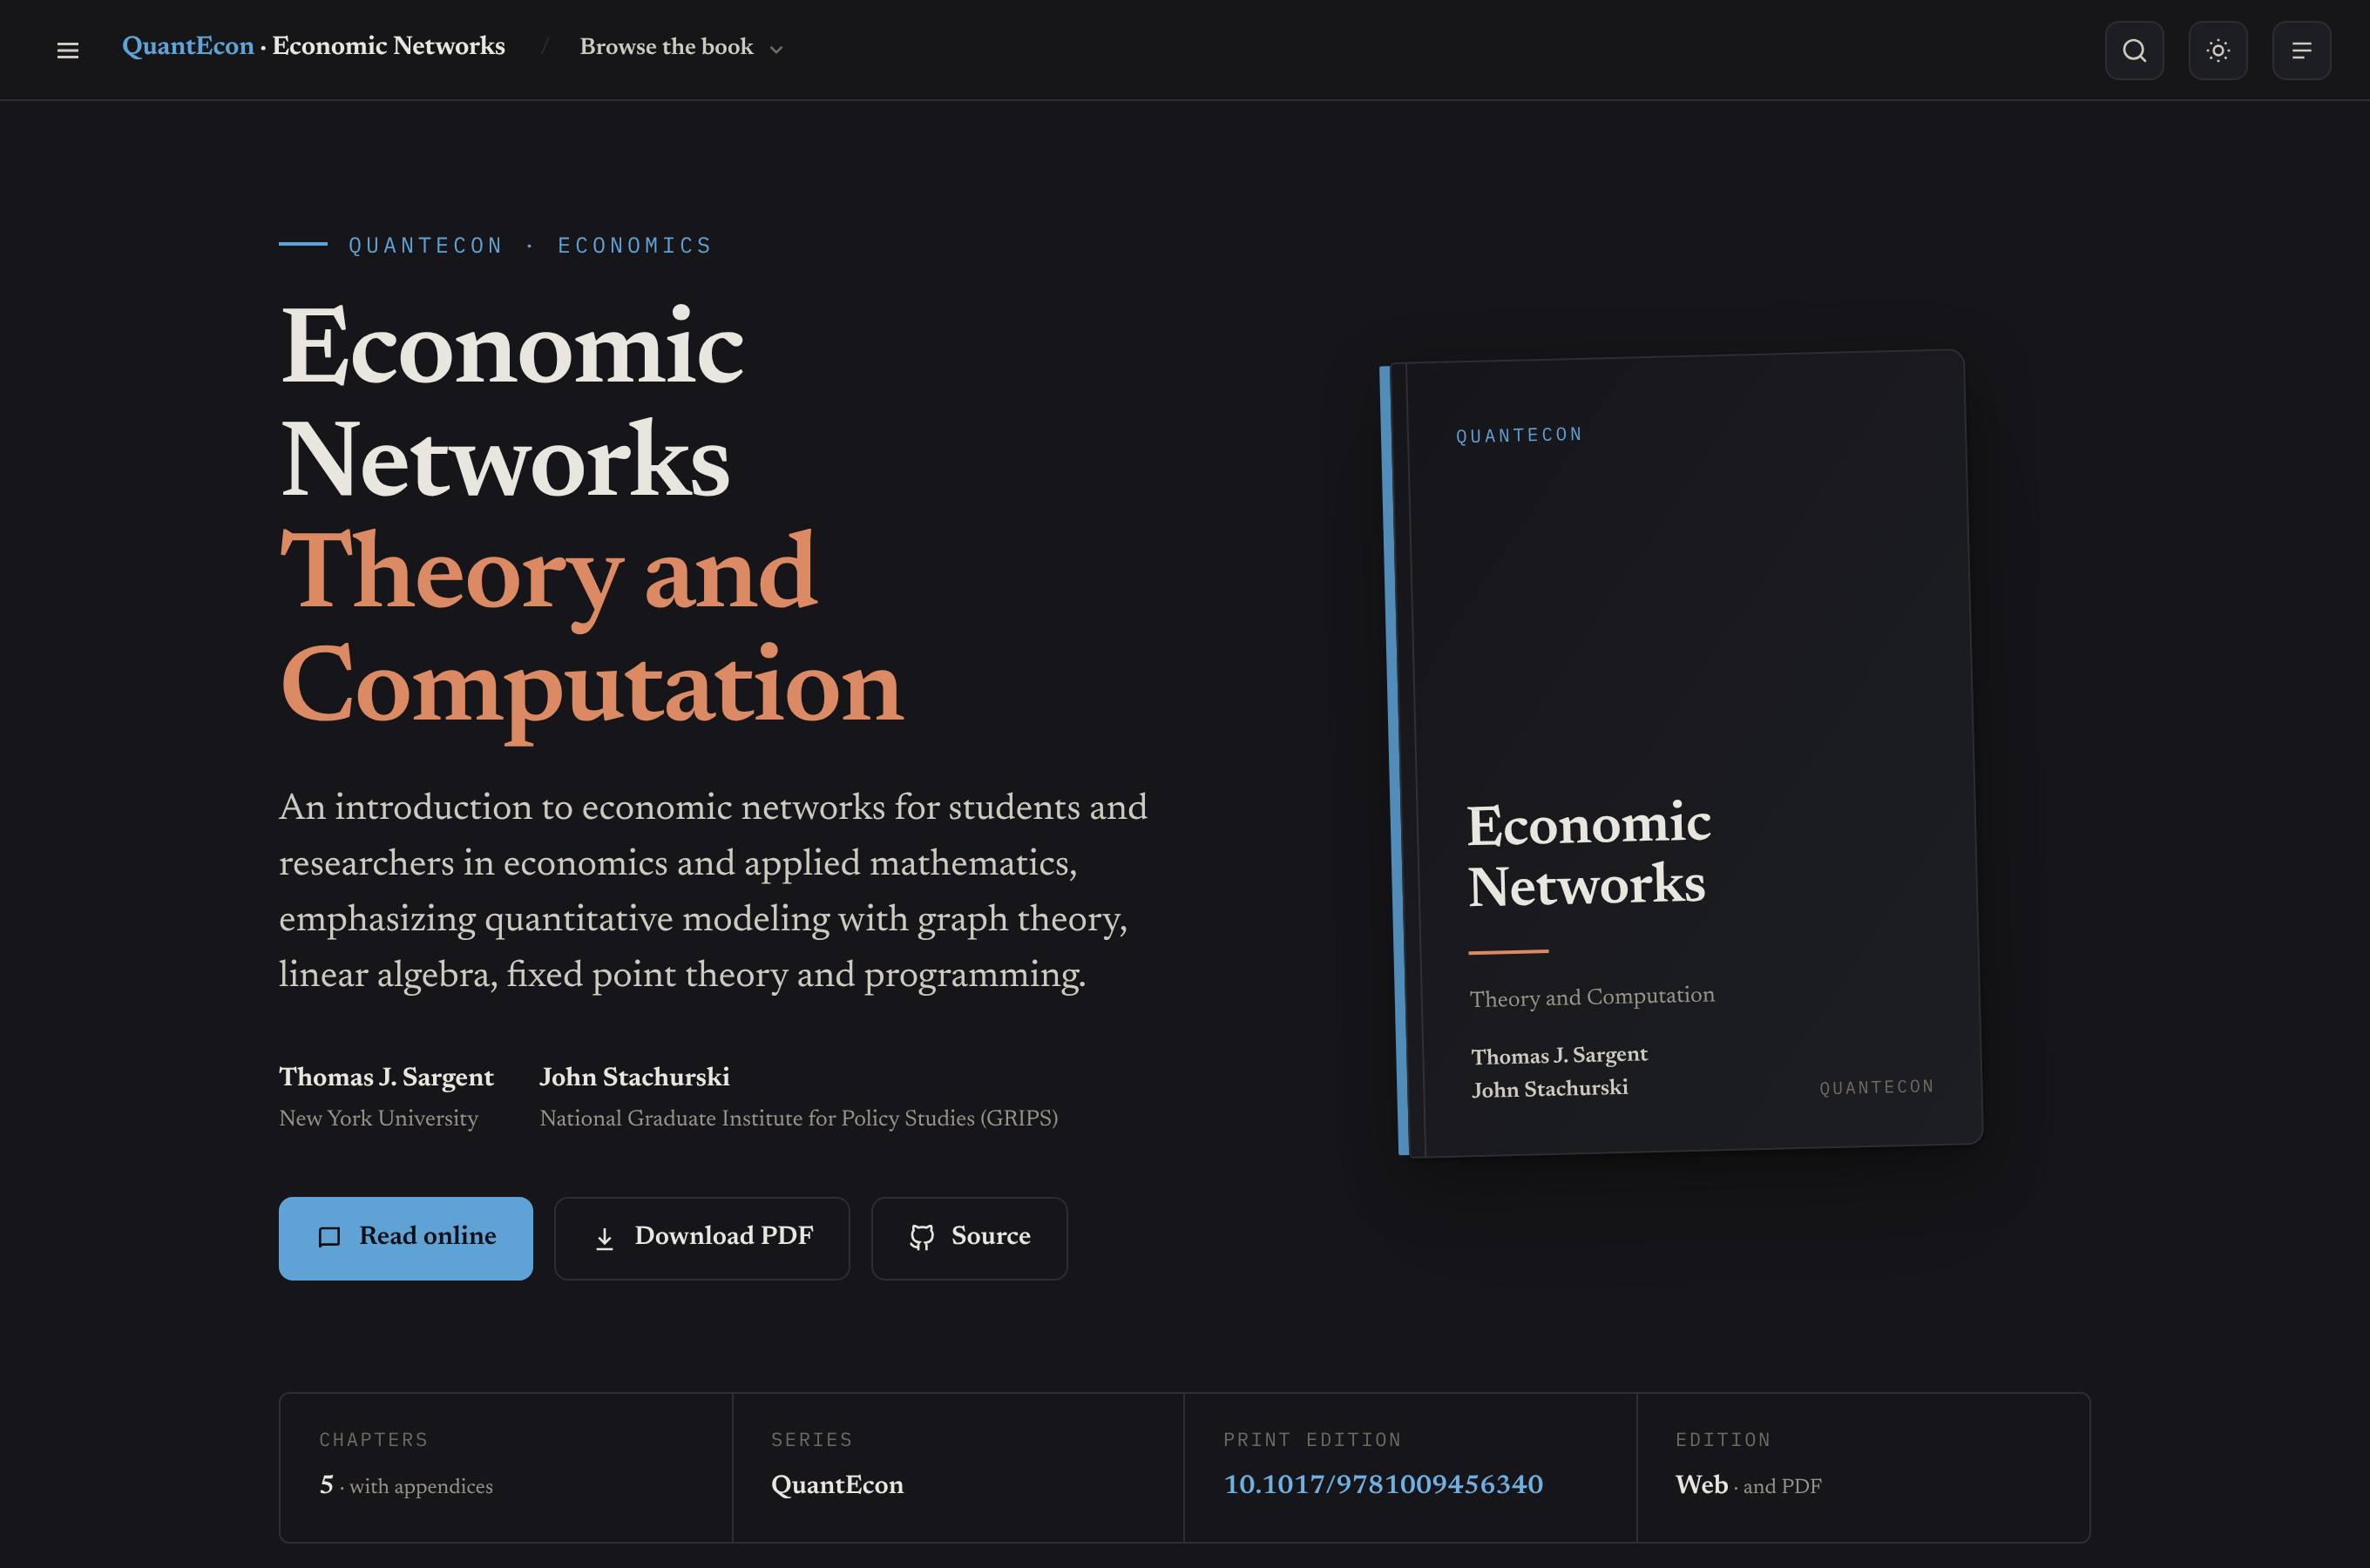 QuantEcon · Economic Networks / Browse the book
QUANTECON · ECONOMICS
Economic
Networks
Theory and
Computation
An introduction to economic networks for students and
researchers in economics and applied mathematics,
emphasizing quantitative modeling with graph theory,
linear algebra, fixed point theory and programming.
Thomas J. Sargent
New York University
John Stachurski
National Graduate Institute for Policy Studies (GRIPS)
Read online
Download PDF
Source
QUANTECON
Economic
Networks
Theory and Computation
Thomas J. Sargent
John Stachurski
QUANTECON
CHAPTERS
5 · with appendices
SERIES
QuantEcon
PRINT EDITION
10.1017/9781009456340
EDITION
Web · and PDF